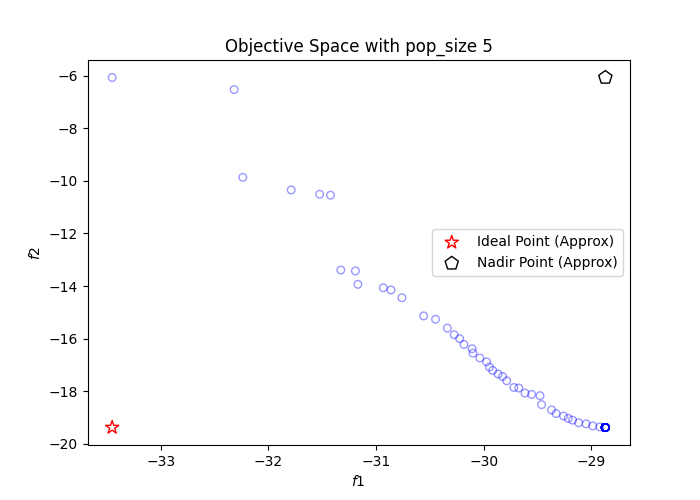 Objective Space with pop_size 5
−6
−8
−10
−12
−14
−16
−18
−20
f2
Ideal Point (Approx)
Nadir Point (Approx)
−33
−32
−31
−30
−29
f1